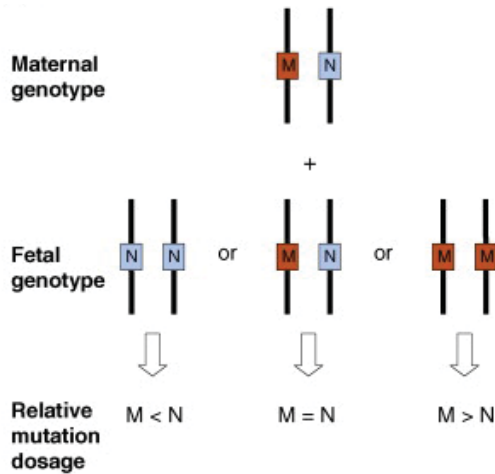 Maternal
genotype
M N
+
Fetal
genotype
N N or M N or M M
Relative
mutation
dosage
M < N M = N M > N